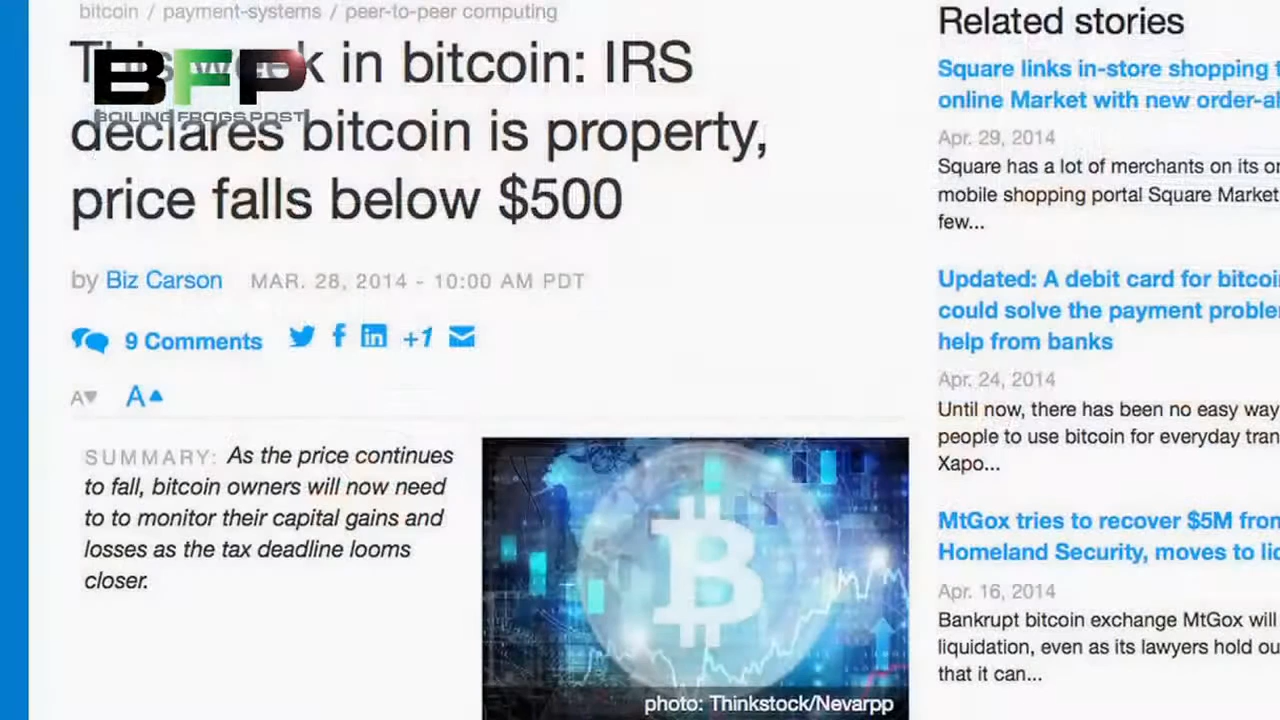 bitcoin / payment-systems / peer-to-peer computing
This week in bitcoin: IRS
declares bitcoin is property,
price falls below $500
BFP
BOILING FROGS POST
by Biz Carson MAR. 28, 2014 - 10:00 AM PDT
9 Comments +1
A▼ A▲
SUMMARY: As the price continues
to fall, bitcoin owners will now need
to to monitor their capital gains and
losses as the tax deadline looms
closer.
photo: Thinkstock/Nevarpp
Related stories
Square links in-store shopping
online Market with new
Apr. 29, 2014
Square has a lot of merchants on its
mobile shopping portal Square Market
few...
Updated: A debit card for
could solve the payment
help from banks
Apr. 24, 2014
Until now, there has been no easy way
people to use bitcoin for everyday
Xapo...
MtGox tries to recover $5M
Homeland Security, moves to
Apr. 16, 2014
Bankrupt bitcoin exchange MtGox will
liquidation, even as its lawyers hold
that it can...